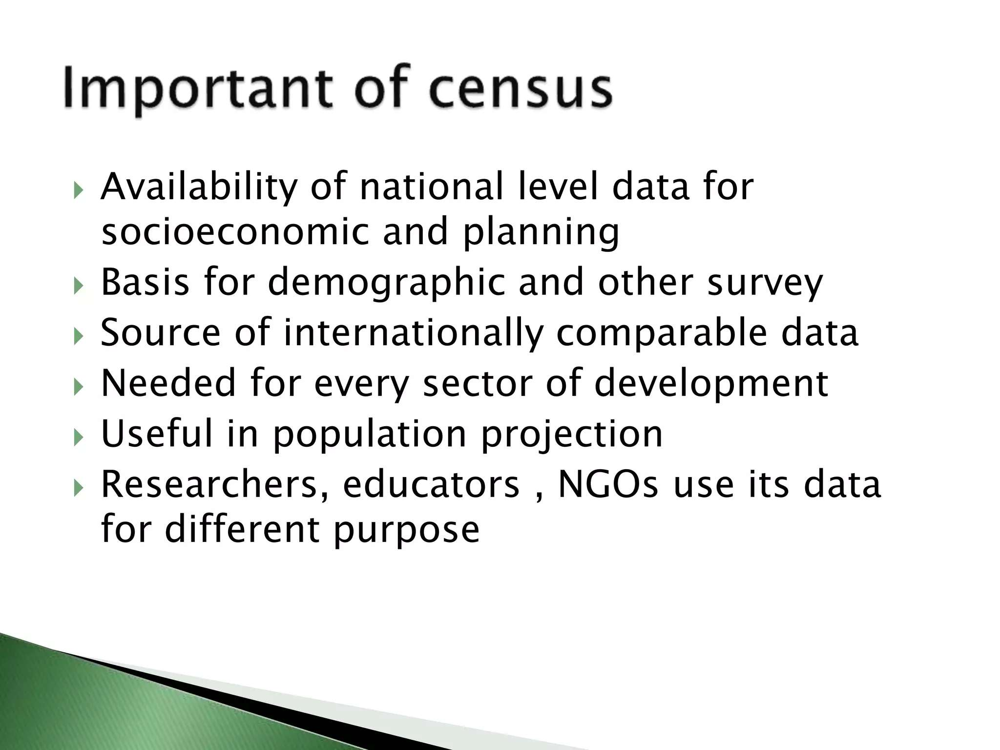 Important of census
Availability of national level data for
socioeconomic and planning
Basis for demographic and other survey
Source of internationally comparable data
Needed for every sector of development
Useful in population projection
Researchers, educators , NGOs use its data
for different purpose